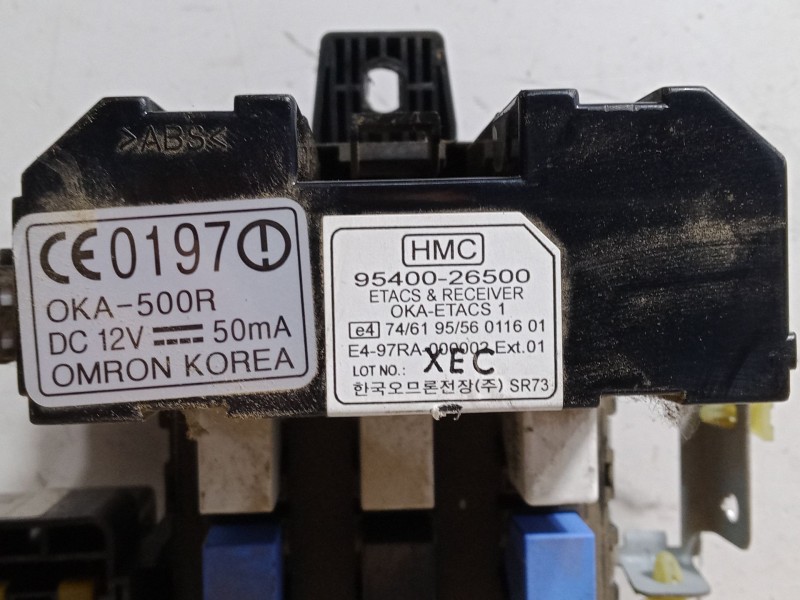 >ABS<
CE0197
OKA-500R
DC 12V 50mA
OMRON KOREA
HMC
95400-26500
ETACS & RECEIVER
OKA-ETACS 1
e4 74/61 95/56 0116 01
E4-97RA-000003 Ext.01
LOT NO.: XEC
한국오므론전장(주) SR73